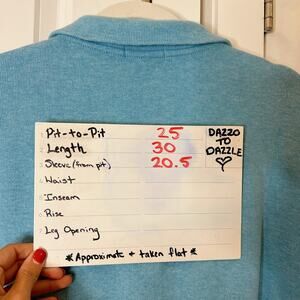 Pit-to-Pit 25
Length 30
Sleeve (from pit) 20.5
Waist
Inseam
Rise
Leg Opening
* Approximate + taken flat *
DAZZO
TO
DAZZLE